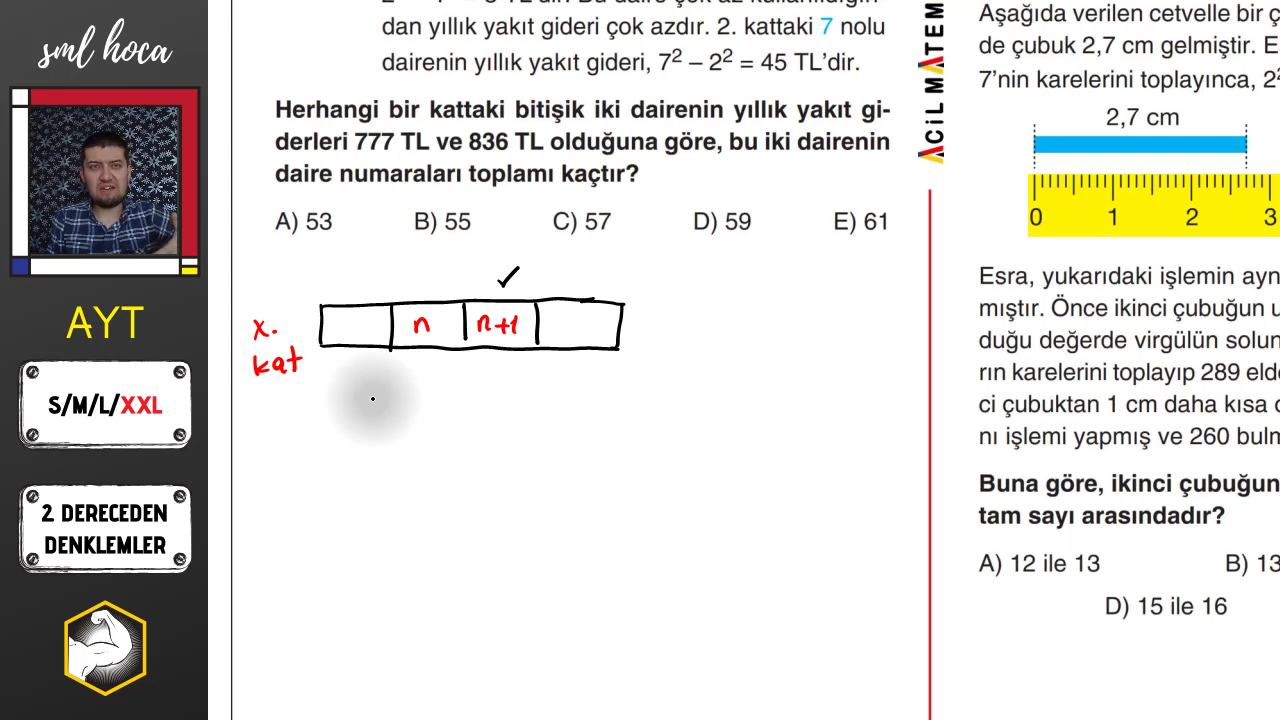 sml hoca
AYT
S/M/L/XXL
2. DERECEDEN
DENKLEMLER
dan yıllık yakıt gideri çok azdır. 2. kattaki 7 nolu
dairenin yıllık yakıt gideri, 7² – 2² = 45 TL’dir.
Herhangi bir kattaki bitişik iki dairenin yıllık yakıt gi-
derleri 777 TL ve 836 TL olduğuna göre, bu iki dairenin
daire numaraları toplamı kaçtır?
A) 53 B) 55 C) 57 D) 59 E) 61
x. n n+1
kat
ACİL MATEM
Aşağıda verilen cetvelle bir ç
de çubuk 2,7 cm gelmiştir. E
7’nin karelerini toplayınca, 2²
2,7 cm
0 1 2 3
Esra, yukarıdaki işlemin ayn
mıştır. Önce ikinci çubuğun u
duğu değerde virgülün solun
rın karelerini toplayıp 289 elde
ci çubuktan 1 cm daha kısa
nı işlemi yapmış ve 260 bulm
Buna göre, ikinci çubuğun
tam sayı arasındadır?
A) 12 ile 13 B) 13
D) 15 ile 16